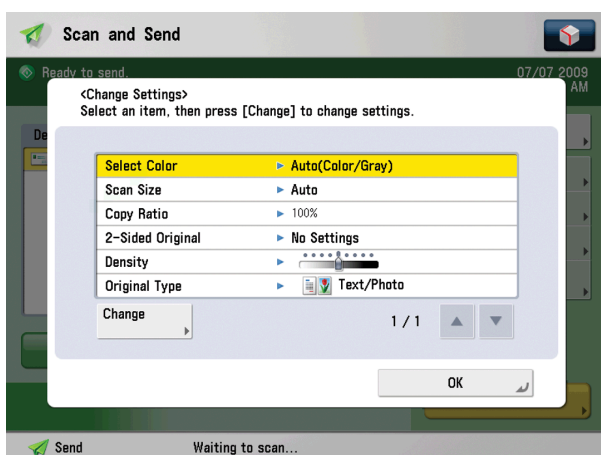 Scan and Send
Ready to send.
07/07 2009
AM
<Change Settings>
Select an item, then press [Change] to change settings.
De
Select Color ► Auto(Color/Gray)
Scan Size ► Auto
Copy Ratio ► 100%
2-Sided Original ► No Settings
Density ►
Original Type ► Text/Photo
Change
1 / 1
OK
Send
Waiting to scan...